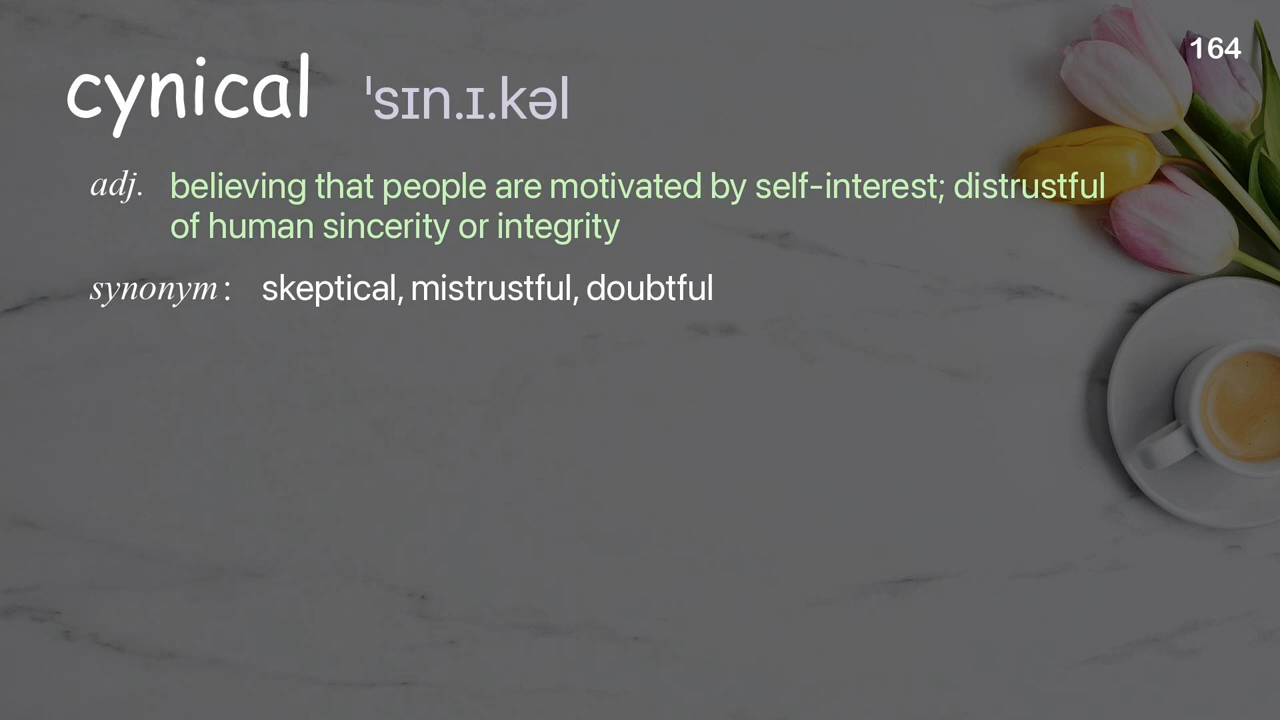 164
cynical ˈsɪn.ɪ.kəl
adj. believing that people are motivated by self-interest; distrustful
of human sincerity or integrity
synonym: skeptical, mistrustful, doubtful